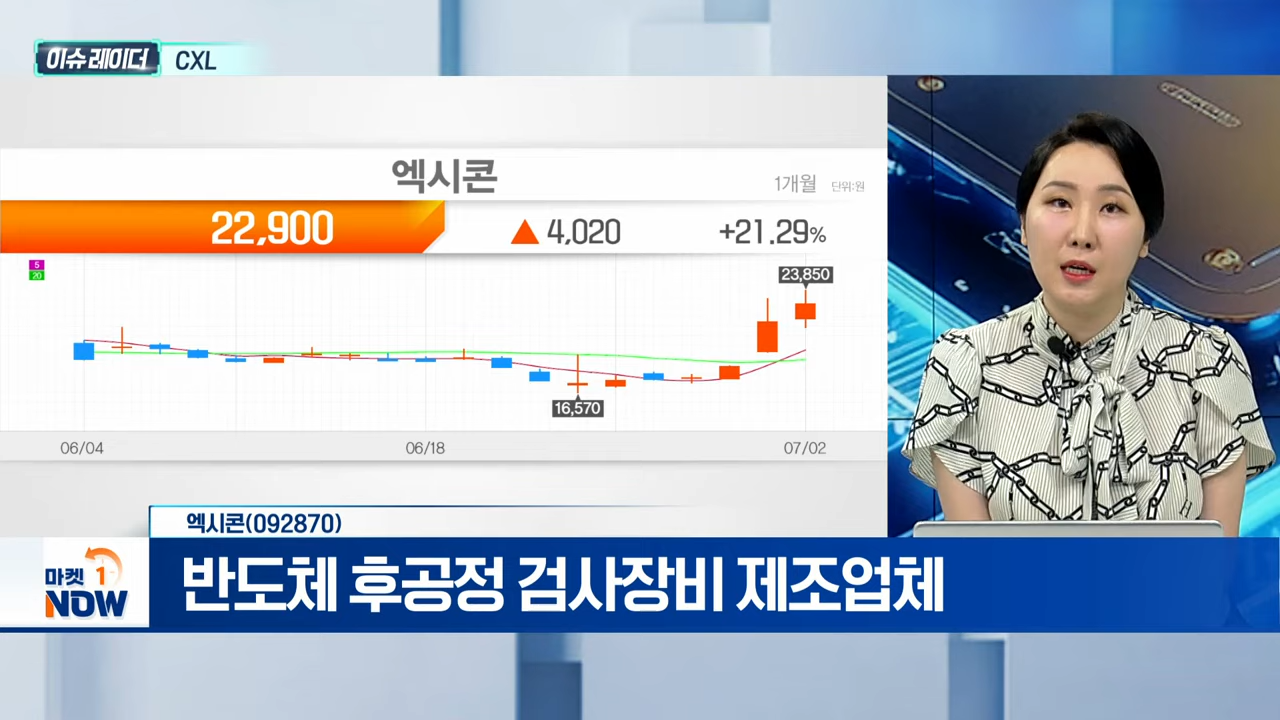 이슈 레이더 CXL
엑시콘
1개월 단위:원
22,900 ▲ 4,020 +21.29%
5
20
23,850
16,570
06/04 06/18 07/02
엑시콘(092870)
마켓 1
NOW
반도체 후공정 검사장비 제조업체